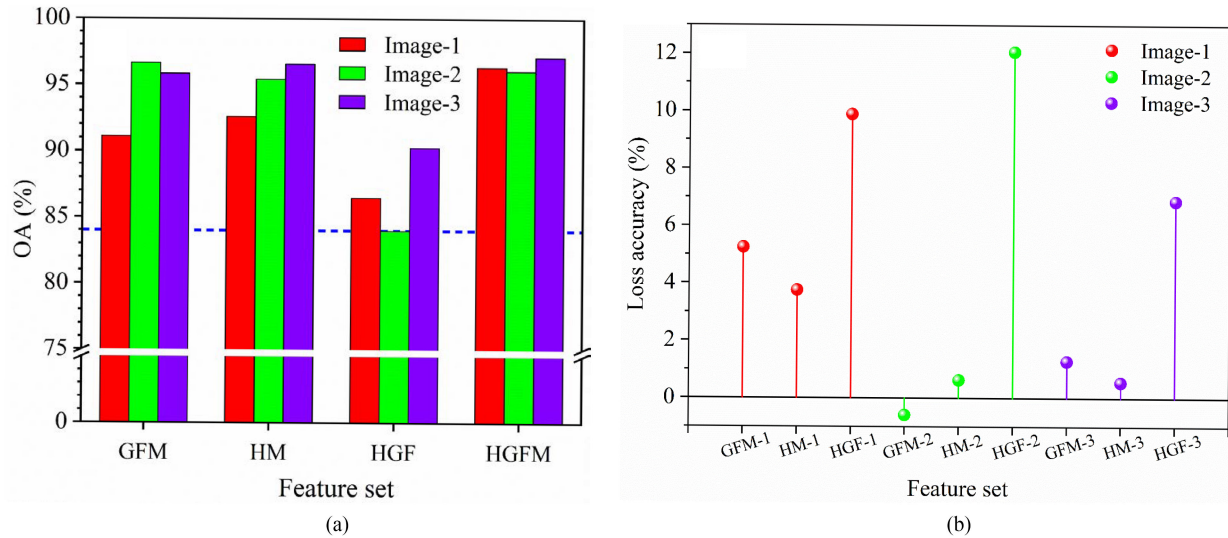 100
95
90
85
80
75
0
OA (%)
Image-1
Image-2
Image-3
GFM
HM
HGF
HGFM
Feature set
(a)
12
10
8
6
4
2
0
Loss accuracy (%)
Image-1
Image-2
Image-3
GFM-1
HM-1
HGF-1
GFM-2
HM-2
HGF-2
GFM-3
HM-3
HGF-3
Feature set
(b)